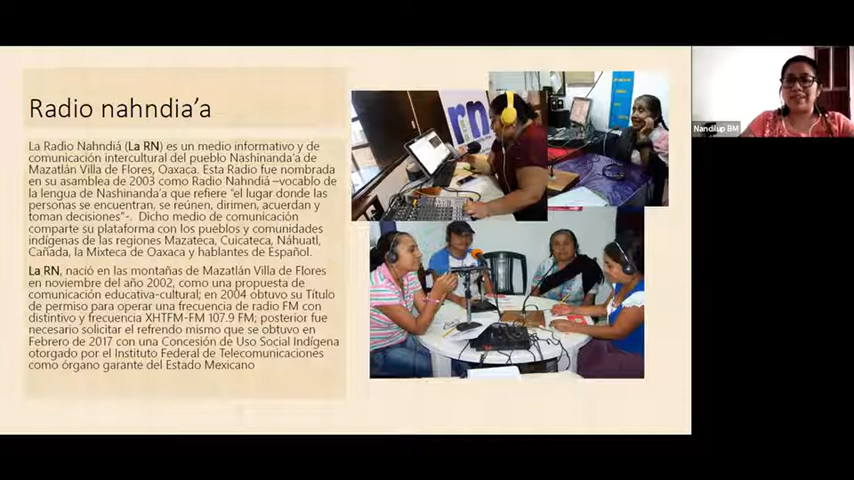 Radio nahndia’a
La Radio Nahndiá (La RN) es un medio informativo y de
comunicación intercultural del pueblo Nashinanda’a de
Mazatlán Villa de Flores, Oaxaca. Esta Radio fue nombrada
en su asamblea de 2003 como Radio Nahndiá –vocablo de
la lengua de Nashinanda’a que refiere “el lugar donde las
personas se encuentran, se reúnen, dirimen, acuerdan y
toman decisiones”-. Dicho medio de comunicación
comparte su plataforma con los pueblos y comunidades
indígenas de las regiones Mazateca, Cuicateca, Náhuatl,
Cañada, la Mixteca de Oaxaca y hablantes de Español.
La RN, nació en las montañas de Mazatlán Villa de Flores
en noviembre del año 2002, como una propuesta de
comunicación educativa-cultural; en 2004 obtuvo su Título
de permiso para operar una frecuencia de radio FM con
distintivo y frecuencia XHTFM-FM 107.9 FM; posterior fue
necesario solicitar el refrendo mismo que se obtuvo en
Febrero de 2017 con una Concesión de Uso Social Indígena
otorgado por el Instituto Federal de Telecomunicaciones
como órgano garante del Estado Mexicano
rn
Nandilup BM